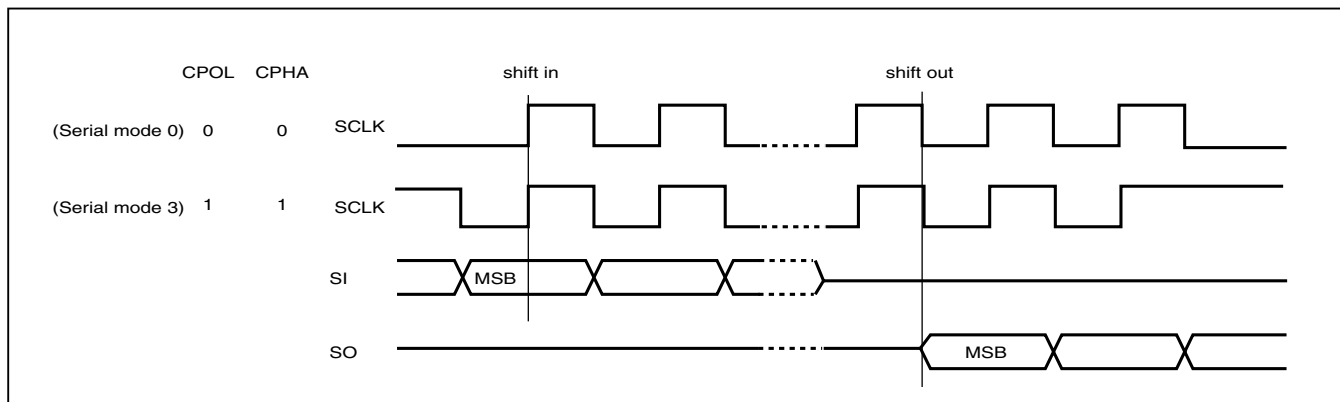 CPOL CPHA shift in shift out
(Serial mode 0) 0 0 SCLK
(Serial mode 3) 1 1 SCLK
SI MSB
SO MSB